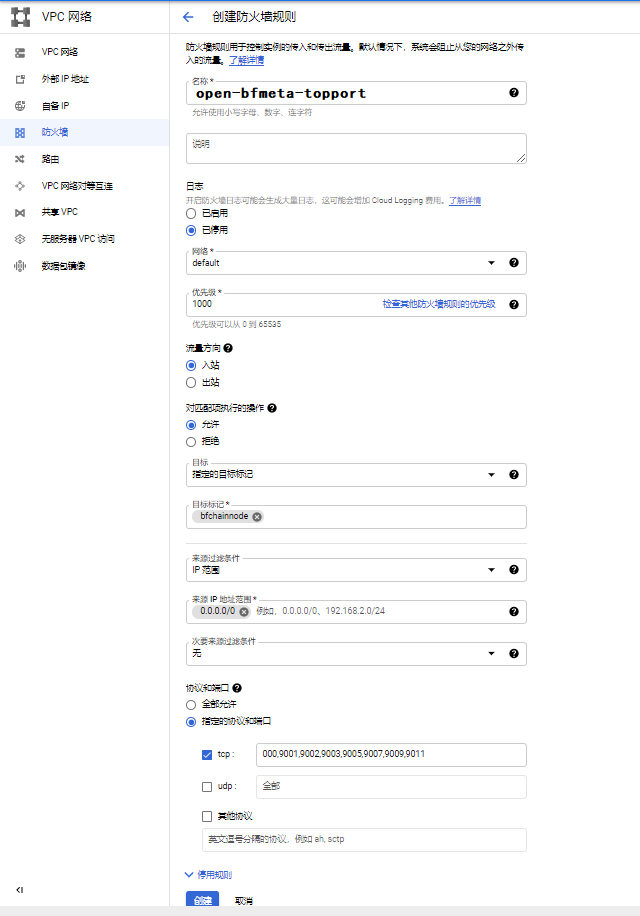 VPC 网络
创建防火墙规则
VPC 网络
外部 IP 地址
自备 IP
防火墙
路由
VPC 网络对等互连
共享 VPC
无服务器 VPC 访问
数据包镜像
防火墙规则用于控制实例的传入和传出流量。默认情况下，系统会阻止从您的网络之外传
入的流量。了解详情
名称 *
open-bfmeta-topport
允许使用小写字母、数字、连字符
说明
日志
开启防火墙日志可能会生成大量日志，这可能会增加 Cloud Logging 费用。了解详情
已启用
已停用
网络 *
default
优先级 *
1000
检查其他防火墙规则的优先级
优先级可以从 0 到 65535
流量方向
入站
出站
对匹配项执行的操作
允许
拒绝
目标
指定的目标标记
目标标记 *
bfchainnode
来源过滤条件
IP 范围
来源 IP 地址范围 *
0.0.0.0/0 例如，0.0.0.0/0、192.168.2.0/24
次要来源过滤条件
无
协议和端口
全部允许
指定的协议和端口
tcp : 000,9001,9002,9003,9005,9007,9009,9011
udp : 全部
其他协议
英文逗号分隔的协议，例如 ah, sctp
停用规则
创建 取消